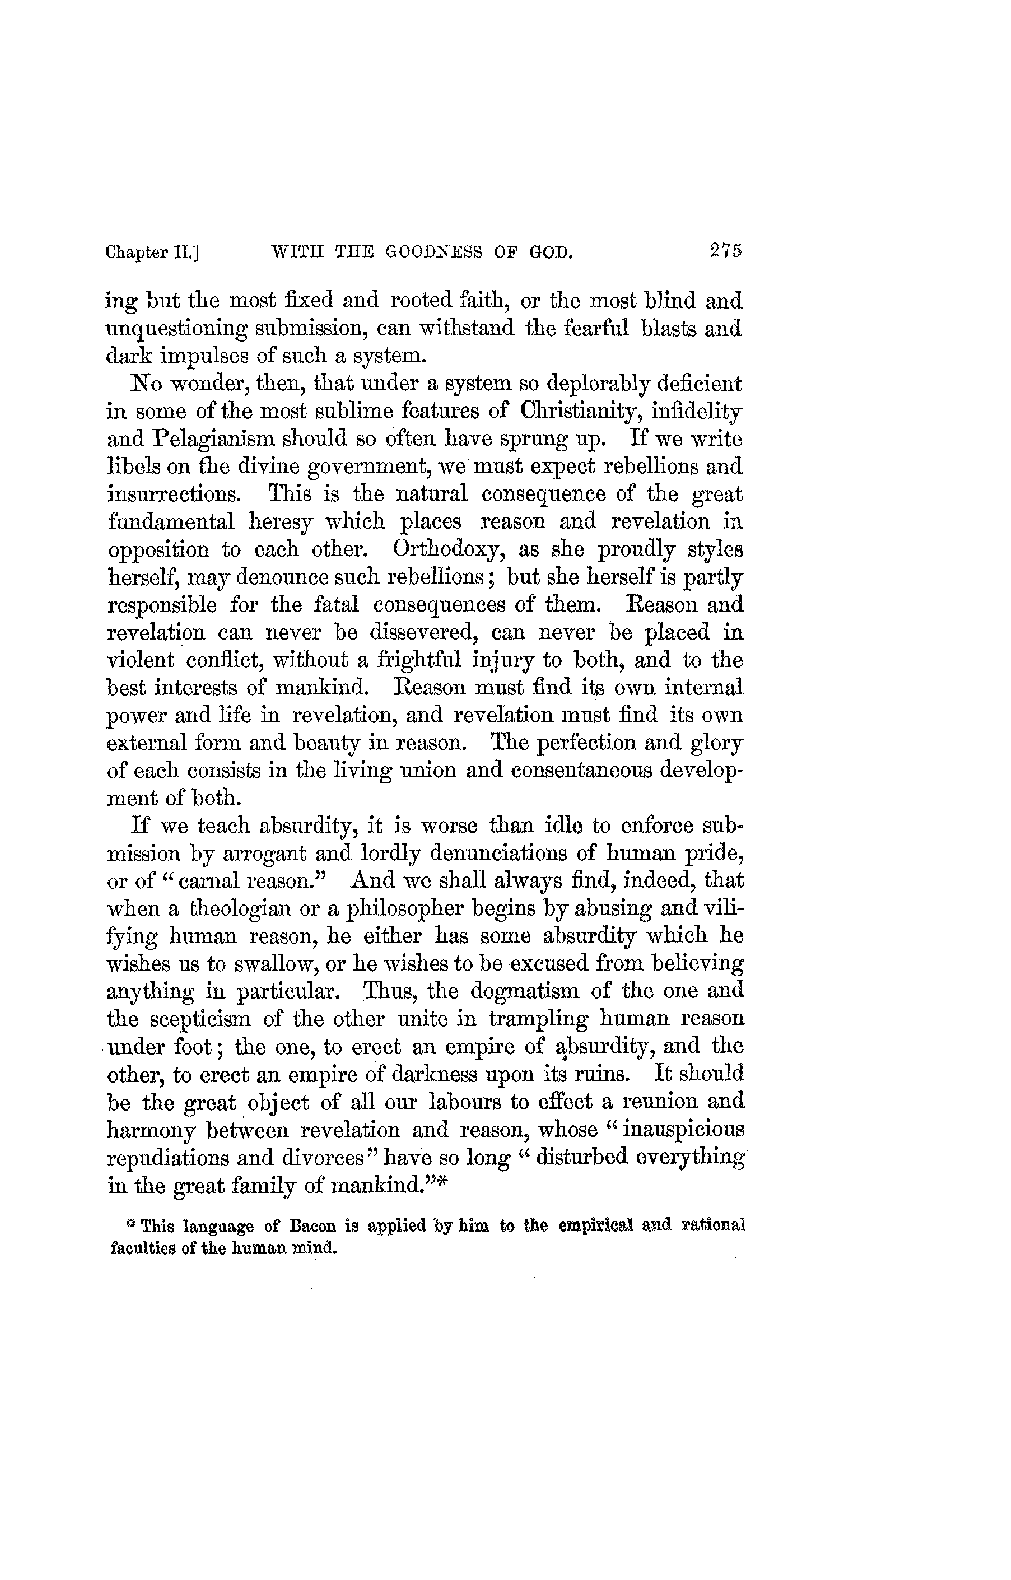 Chapter II.] WITH THE GOODNESS OF GOD. 275
ing but the most fixed and rooted faith, or the most blind and
unquestioning submission, can withstand the fearful blasts and
dark impulses of such a system.
No wonder, then, that under a system so deplorably deficient
in some of the most sublime features of Christianity, infidelity
and Pelagianism should so often have sprung up. If we write
libels on the divine government, we must expect rebellions and
insurrections. This is the natural consequence of the great
fundamental heresy which places reason and revelation in
opposition to each other. Orthodoxy, as she proudly styles
herself, may denounce such rebellions; but she herself is partly
responsible for the fatal consequences of them. Reason and
revelation can never be dissevered, can never be placed in
violent conflict, without a frightful injury to both, and to the
best interests of mankind. Reason must find its own internal
power and life in revelation, and revelation must find its own
external form and beauty in reason. The perfection and glory
of each consists in the living union and consentaneous develop-
ment of both.
If we teach absurdity, it is worse than idle to enforce sub-
mission by arrogant and lordly denunciations of human pride,
or of "carnal reason." And we shall always find, indeed, that
when a theologian or a philosopher begins by abusing and vili-
fying human reason, he either has some absurdity which he
wishes us to swallow, or he wishes to be excused from believing
anything in particular. Thus, the dogmatism of the one and
the scepticism of the other unite in trampling human reason
under foot; the one, to erect an empire of absurdity, and the
other, to erect an empire of darkness upon its ruins. It should
be the great object of all our labours to effect a reunion and
harmony between revelation and reason, whose "inauspicious
repudiations and divorces" have so long "disturbed everything
in the great family of mankind."*
* This language of Bacon is applied by him to the empirical and rational
faculties of the human mind.